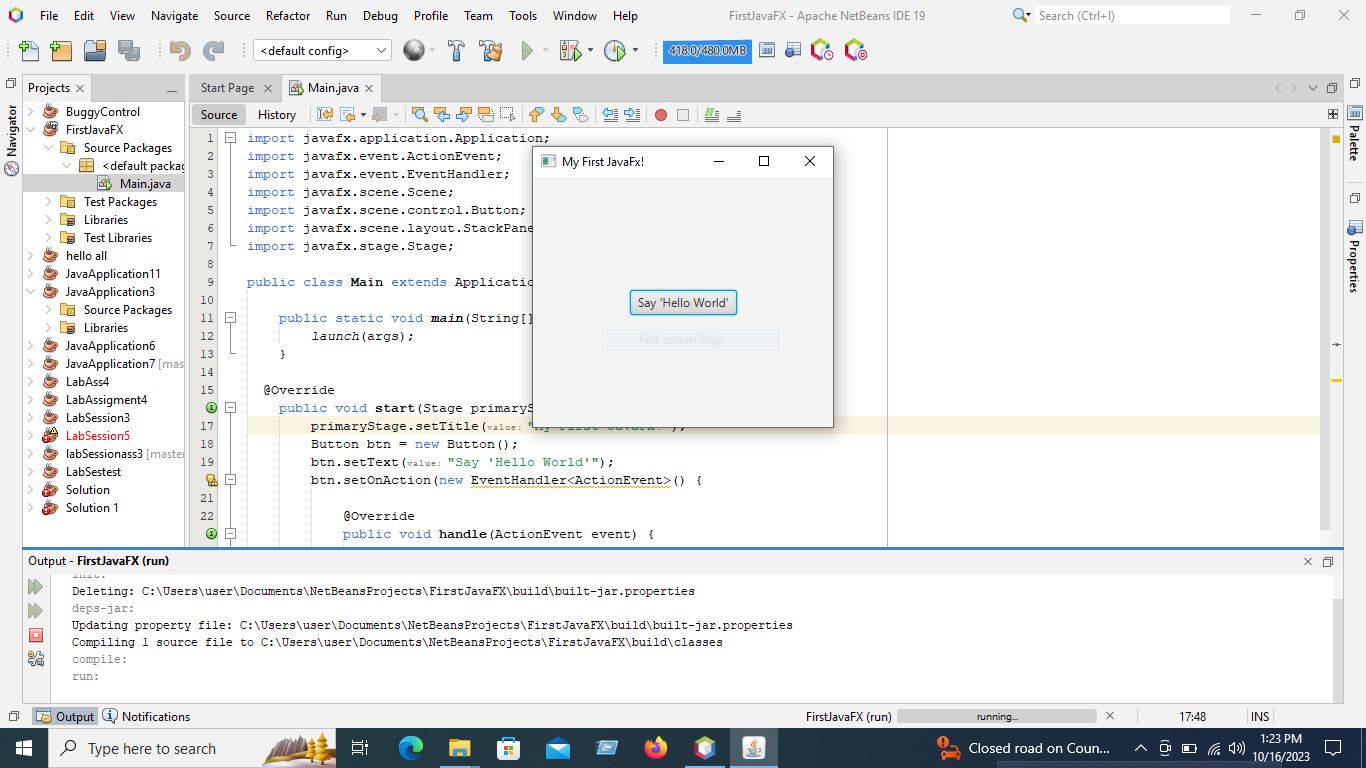 File Edit View Navigate Source Refactor Run Debug Profile Team Tools Window Help
FirstJavaFX - Apache NetBeans IDE 19
Search (Ctrl+I)
<default config>
418.0/480.0MB
Projects
Start Page
Main.java
Navigator
Source History
BuggyControl
FirstJavaFX
Source Packages
<default packag
Main.java
Test Packages
Libraries
Test Libraries
hello all
JavaApplication11
JavaApplication3
Source Packages
Libraries
JavaApplication6
JavaApplication7 [mas
LabAss4
LabAssigment4
LabSession3
LabSession5
labSessionass3 [master
LabSestest
Solution
Solution 1
1 import javafx.application.Application;
2 import javafx.event.ActionEvent;
3 import javafx.event.EventHandler;
4 import javafx.scene.Scene;
5 import javafx.scene.control.Button;
6 import javafx.scene.layout.StackPane
7 import javafx.stage.Stage;
8
9 public class Main extends Applicatio
10
11 public static void main(String[]
12 launch(args);
13 }
14
15 @Override
public void start(Stage primaryS
17 primaryStage.setTitle(value: "My First JavaFx!");
18 Button btn = new Button();
19 btn.setText(value: "Say 'Hello World'");
btn.setOnAction(new EventHandler<ActionEvent>() {
21
22 @Override
public void handle(ActionEvent event) {
My First JavaFx!
Say 'Hello World'
Full-screen Snip
Palette
Properties
Output - FirstJavaFX (run)
init:
Deleting: C:\Users\user\Documents\NetBeansProjects\FirstJavaFX\build\built-jar.properties
deps-jar:
Updating property file: C:\Users\user\Documents\NetBeansProjects\FirstJavaFX\build\built-jar.properties
Compiling 1 source file to C:\Users\user\Documents\NetBeansProjects\FirstJavaFX\build\classes
compile:
run:
Output Notifications
FirstJavaFX (run)
running...
17:48
INS
Type here to search
Closed road on Coun...
1:23 PM
10/16/2023